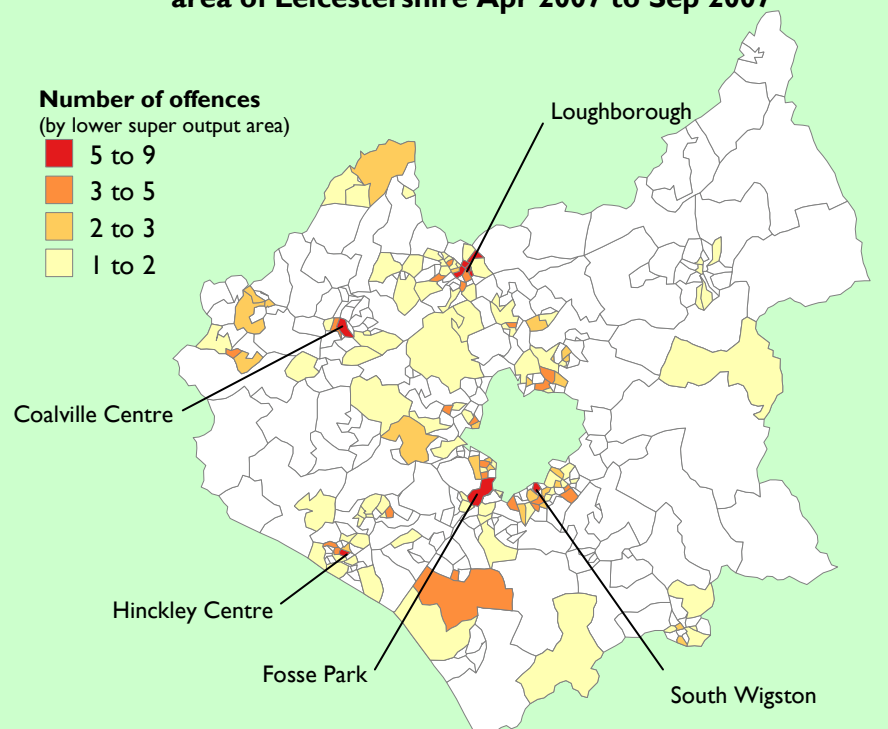 area of Leicestershire Apr 2007 to Sep 2007
Number of offences
(by lower super output area)
5 to 9
3 to 5
2 to 3
1 to 2
Loughborough
Coalville Centre
Hinckley Centre
Fosse Park
South Wigston